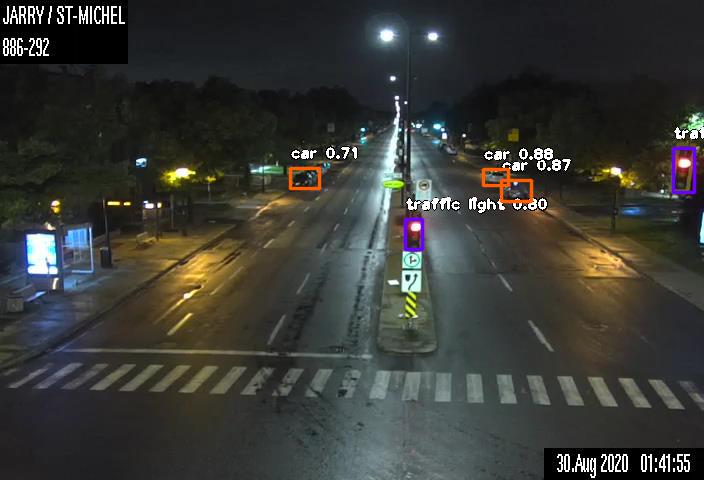 JARRY / ST-MICHEL
886-292
car 0.71
car 0.88
car 0.87
traf
traffic light 0.80
30.Aug 2020 01:41:55